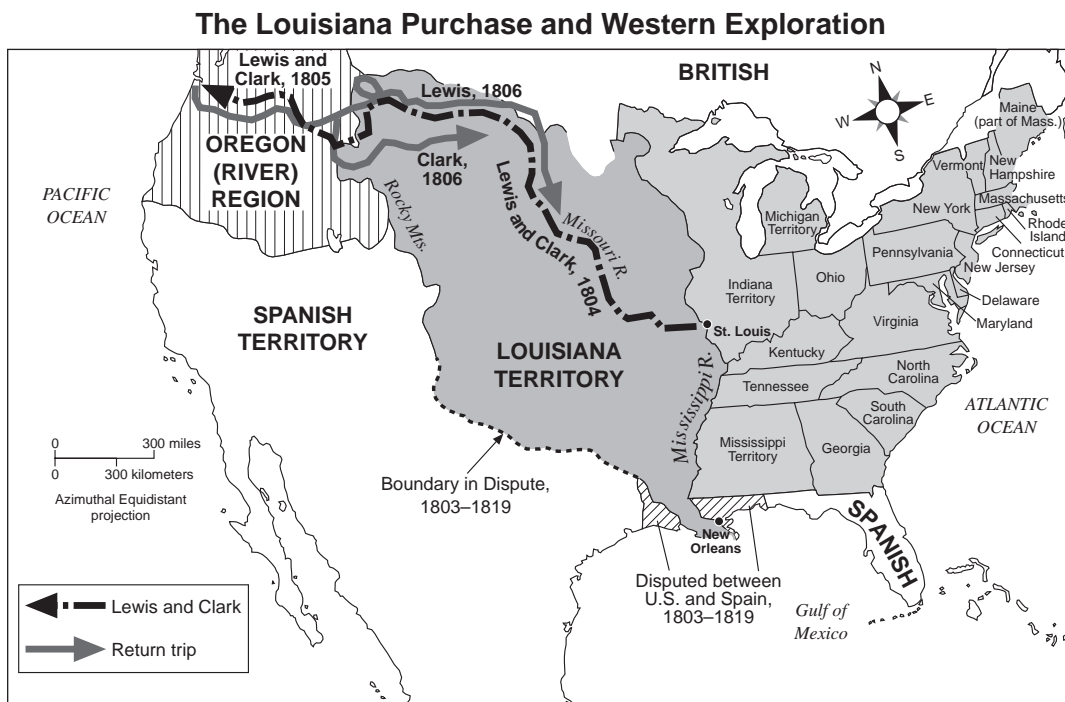 The Louisiana Purchase and Western Exploration
Lewis and
Clark, 1805
Lewis, 1806
BRITISH
N
E
W
S
Maine
(part of Mass.)
OREGON
(RIVER)
REGION
Clark,
1806
Vermont
New
Hampshire
PACIFIC
OCEAN
Rocky Mts.
Lewis and Clark, 1804
Missouri R.
Michigan
Territory
New York
Massachusetts
Rhode
Island
Connecticut
Pennsylvania
New Jersey
Indiana
Territory
Ohio
Delaware
Maryland
SPANISH
TERRITORY
St. Louis
Virginia
LOUISIANA
TERRITORY
Kentucky
Mississippi R.
Tennessee
North
Carolina
South
Carolina
ATLANTIC
OCEAN
0 300 miles
0 300 kilometers
Azimuthal Equidistant
projection
Mississippi
Territory
Georgia
Boundary in Dispute,
1803–1819
New
Orleans
SPANISH
Disputed between
U.S. and Spain,
1803–1819
Gulf of
Mexico
Lewis and Clark
Return trip